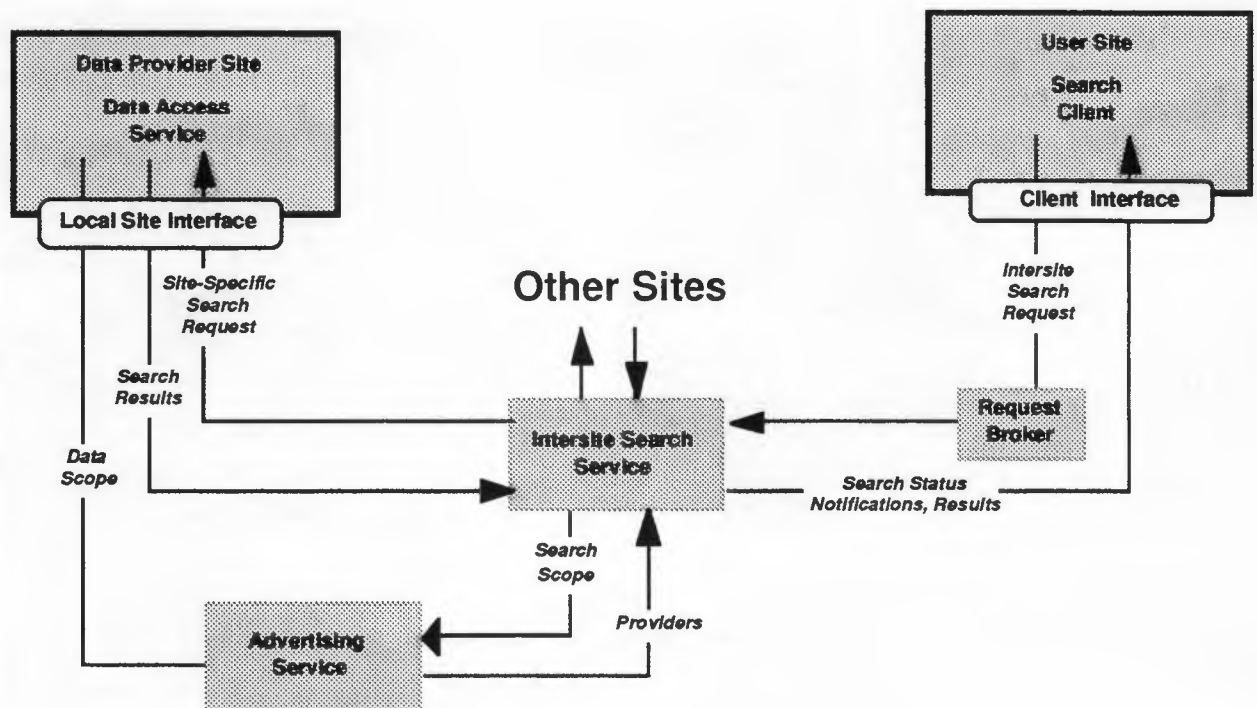 Data Provider Site
Data Access
Service
Local Site Interface
User Site
Search
Client
Client Interface
Site-Specific
Search
Request
Other Sites
Intersite
Search
Request
Search
Results
Request
Broker
Intersite Search
Service
Data
Scope
Search Status
Notifications, Results
Search
Scope
Providers
Advertising
Service